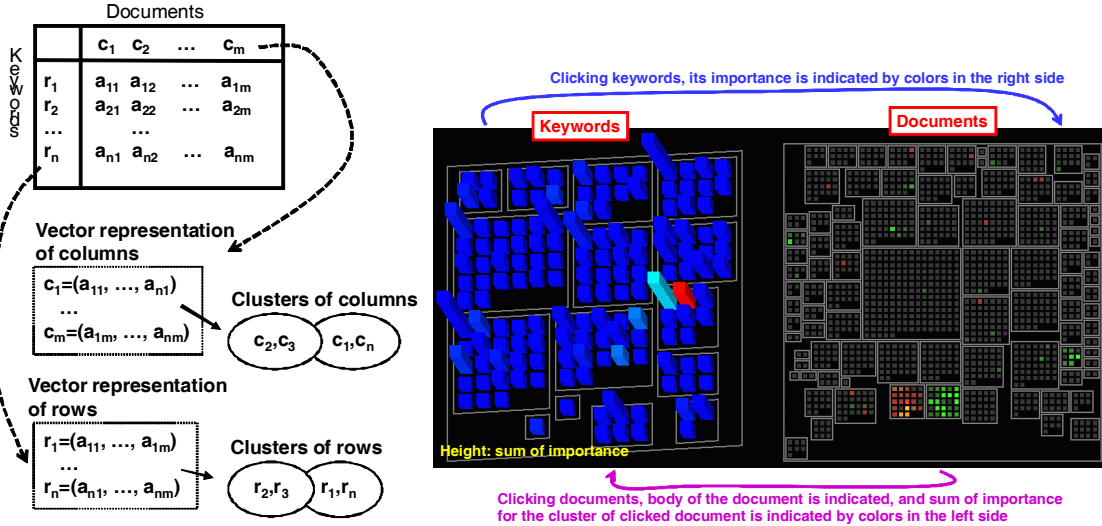 Documents
Keywords
c1 c2 ... cm
r1 a11 a12 ... a1m
r2 a21 a22 ... a2m
... ...
rn an1 an2 ... anm
Vector representation
of columns
c1=(a11, ..., an1)
...
cm=(a1m, ..., anm)
Clusters of columns
c2,c3 c1,cn
Vector representation
of rows
r1=(a11, ..., a1m)
...
rn=(an1, ..., anm)
Clusters of rows
r2,r3 r1,rn
Clicking keywords, its importance is indicated by colors in the right side
Keywords
Documents
Height: sum of importance
Clicking documents, body of the document is indicated, and sum of importance
for the cluster of clicked document is indicated by colors in the left side